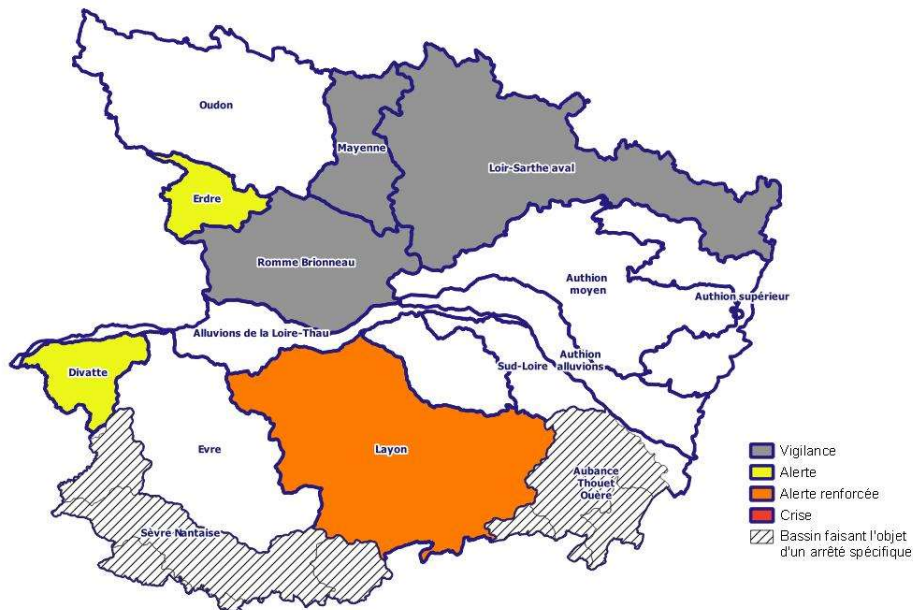 Oudon
Mayenne
Loir-Sarthe aval
Erdre
Romme Brionneau
Authion
moyen
Authion supérieur
Alluvions de la Loire-Thau
Authion
alluvions
Sud-Loire
Divatte
Evre
Layon
Aubance
Thouet
Ouère
Sèvre Nantaise
Vigilance
Alerte
Alerte renforcée
Crise
Bassin faisant l'objet
d'un arrêté spécifique